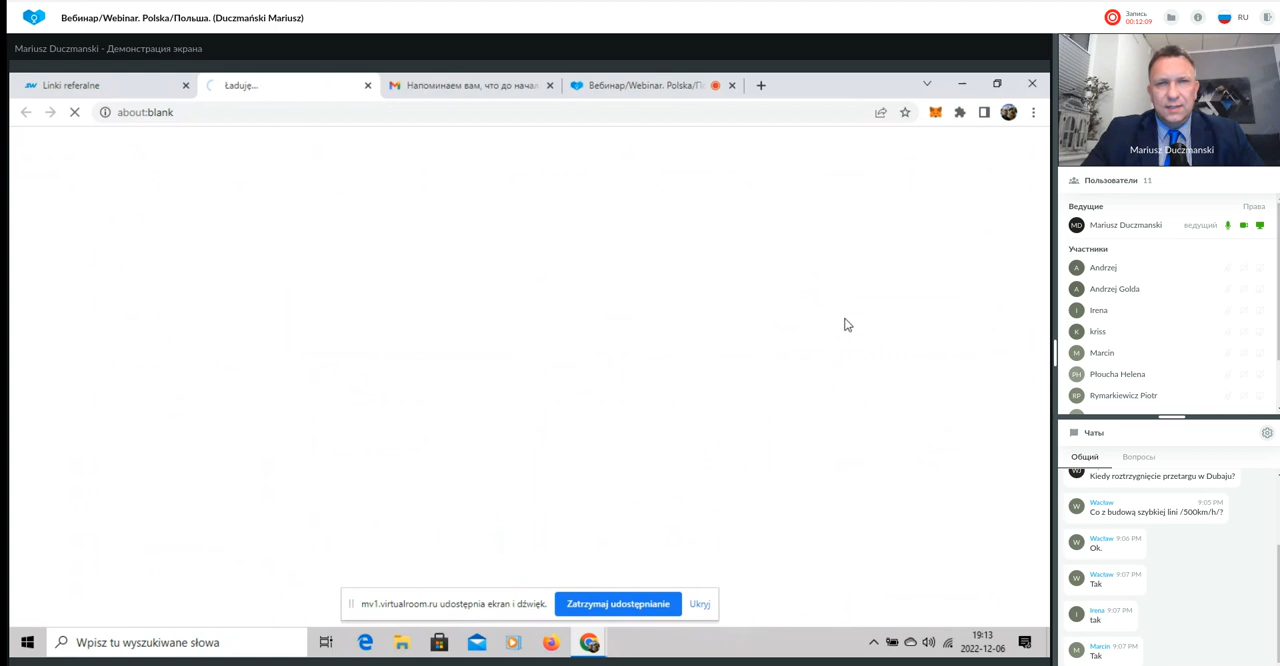 Вебинар/Webinar. Polska/Польша. (Duczmański Mariusz)
Запись
00:12:09
RU
Mariusz Duczmanski - Демонстрация экрана
Linki referalne
Ładuję...
Напоминаем вам, что до начал
Вебинар/Webinar. Polska/П
about:blank
mv1.virtualroom.ru udostępnia ekran i dźwięk.
Zatrzymaj udostępnianie
Ukryj
Wpisz tu wyszukiwane słowa
19:13
2022-12-06
Mariusz Duczmanski
Пользователи 11
Ведущие
Права
MD Mariusz Duczmanski ведущий
Участники
A Andrzej
A Andrzej Golda
I Irena
K kriss
M Marcin
PH Płoucha Helena
RP Rymarkiewicz Piotr
Чаты
Общий Вопросы
Kiedy roztrzygnięcie przetargu w Dubaju?
W Wacław 9:05 PM
Co z budową szybkiej lini /500km/h/?
W Wacław 9:06 PM
Ok.
W Wacław 9:07 PM
Tak
I Irena 9:07 PM
tak
M Marcin 9:07 PM
Tak